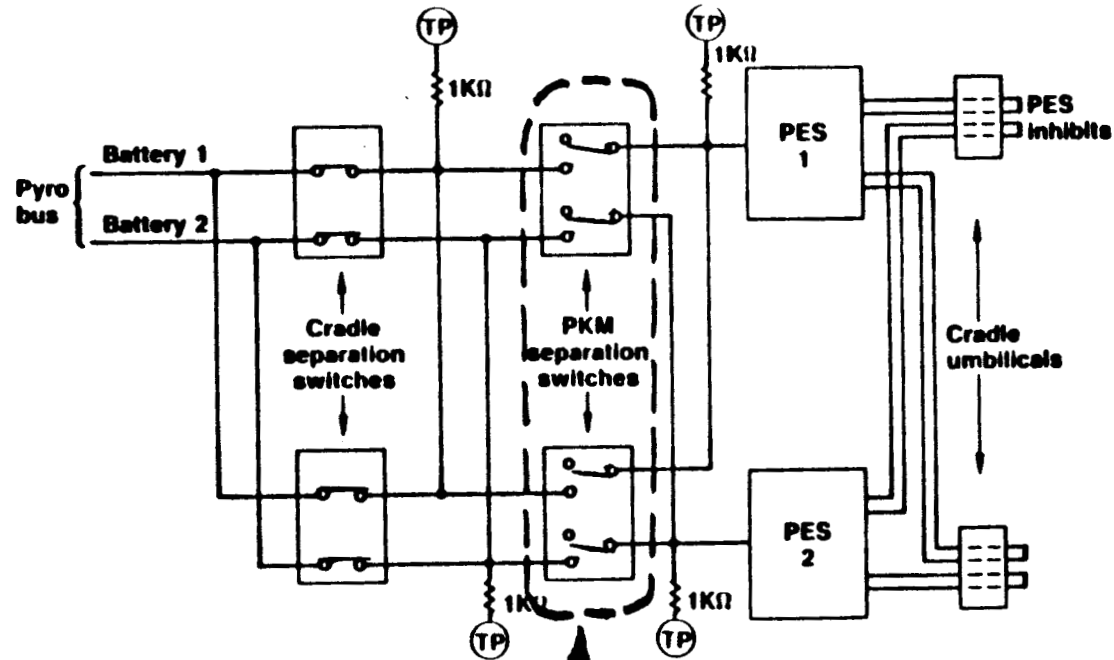 TP
TP
1KΩ
1KΩ
PES
1
PES
inhibits
Battery 1
Pyro
bus
Battery 2
Cradle
separation
switches
PKM
separation
switches
Cradle
umbilicals
PES
2
1KΩ
1KΩ
TP
TP